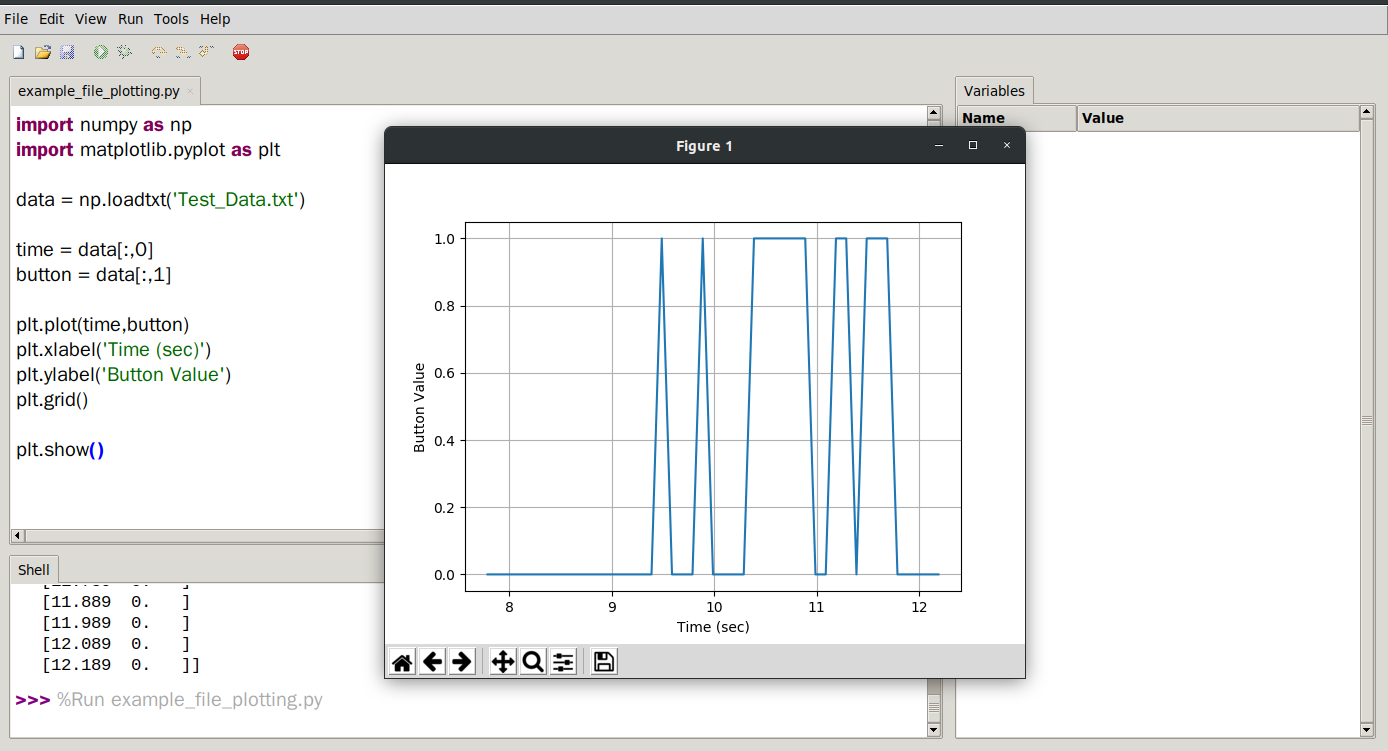 File Edit View Run Tools Help
STOP
example_file_plotting.py
import numpy as np
import matplotlib.pyplot as plt
data = np.loadtxt('Test_Data.txt')
time = data[:,0]
button = data[:,1]
plt.plot(time,button)
plt.xlabel('Time (sec)')
plt.ylabel('Button Value')
plt.grid()
plt.show()
Shell
[11.889 0. ]
[11.989 0. ]
[12.089 0. ]
[12.189 0. ]]
>>> %Run example_file_plotting.py
Variables
Name Value
Figure 1
1.0
0.8
0.6
0.4
0.2
0.0
Button Value
8 9 10 11 12
Time (sec)